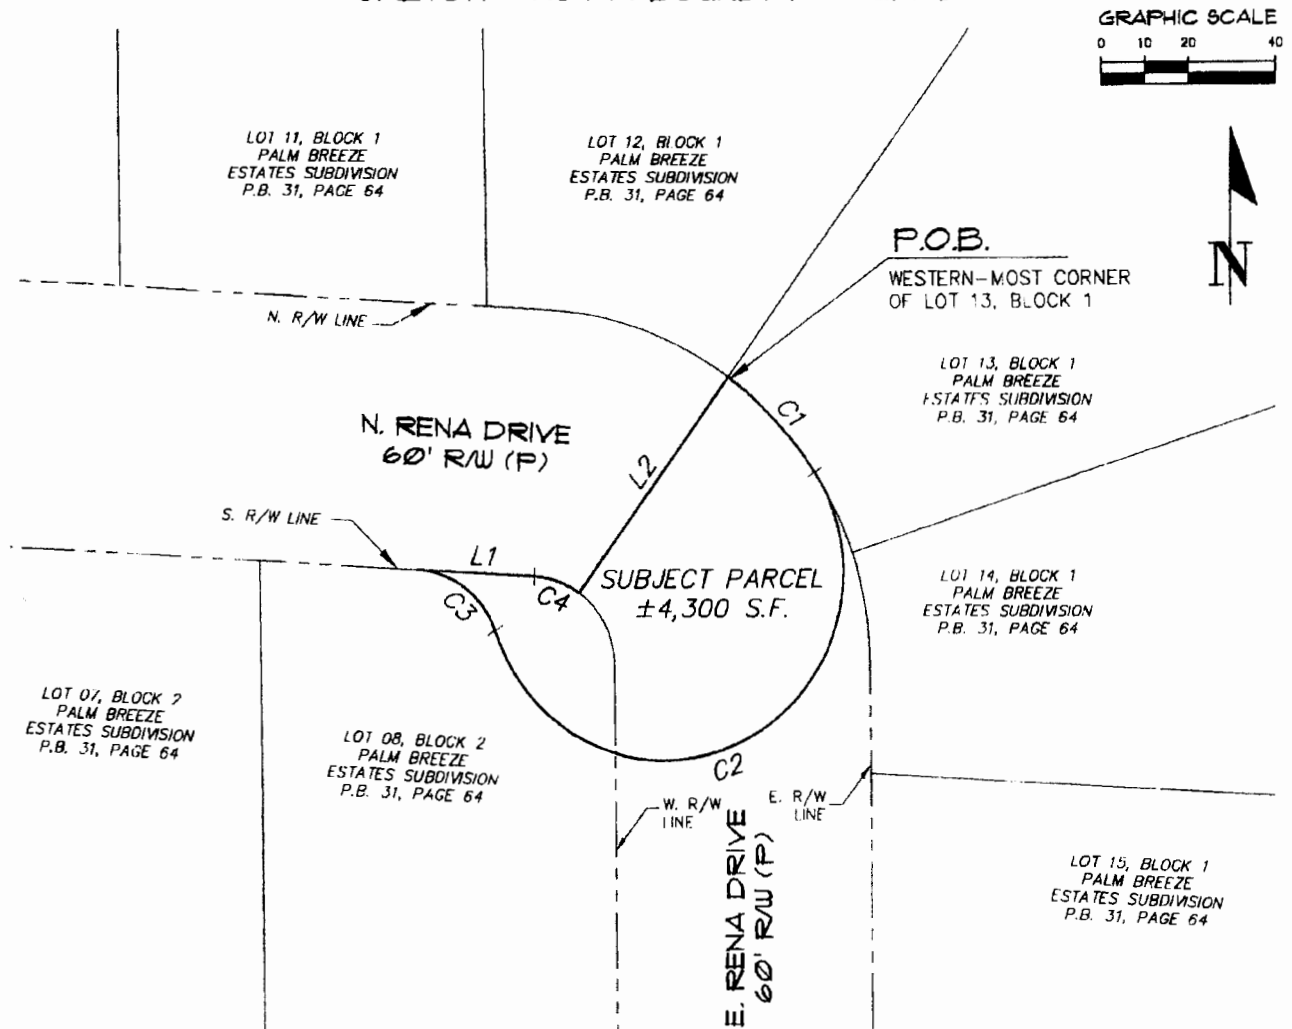 GRAPHIC SCALE
0 10 20 40
LOT 11, BLOCK 1
PALM BREEZE
ESTATES SUBDIVISION
P.B. 31, PAGE 64
LOT 12, BLOCK 1
PALM BREEZE
ESTATES SUBDIVISION
P.B. 31, PAGE 64
P.O.B.
WESTERN-MOST CORNER
OF LOT 13, BLOCK 1
N
N. R/W LINE
LOT 13, BLOCK 1
PALM BREEZE
ESTATES SUBDIVISION
P.B. 31, PAGE 64
C1
N. RENA DRIVE
60' R/W (P)
L2
S. R/W LINE
L1
C3
C4
SUBJECT PARCEL
±4,300 S.F.
LOT 14, BLOCK 1
PALM BREEZE
ESTATES SUBDIVISION
P.B. 31, PAGE 64
LOT 07, BLOCK 2
PALM BREEZE
ESTATES SUBDIVISION
P.B. 31, PAGE 64
LOT 08, BLOCK 2
PALM BREEZE
ESTATES SUBDIVISION
P.B. 31, PAGE 64
C2
W. R/W
LINE
E. R/W
LINE
E. RENA DRIVE
60' R/W (P)
LOT 15, BLOCK 1
PALM BREEZE
ESTATES SUBDIVISION
P.B. 31, PAGE 64